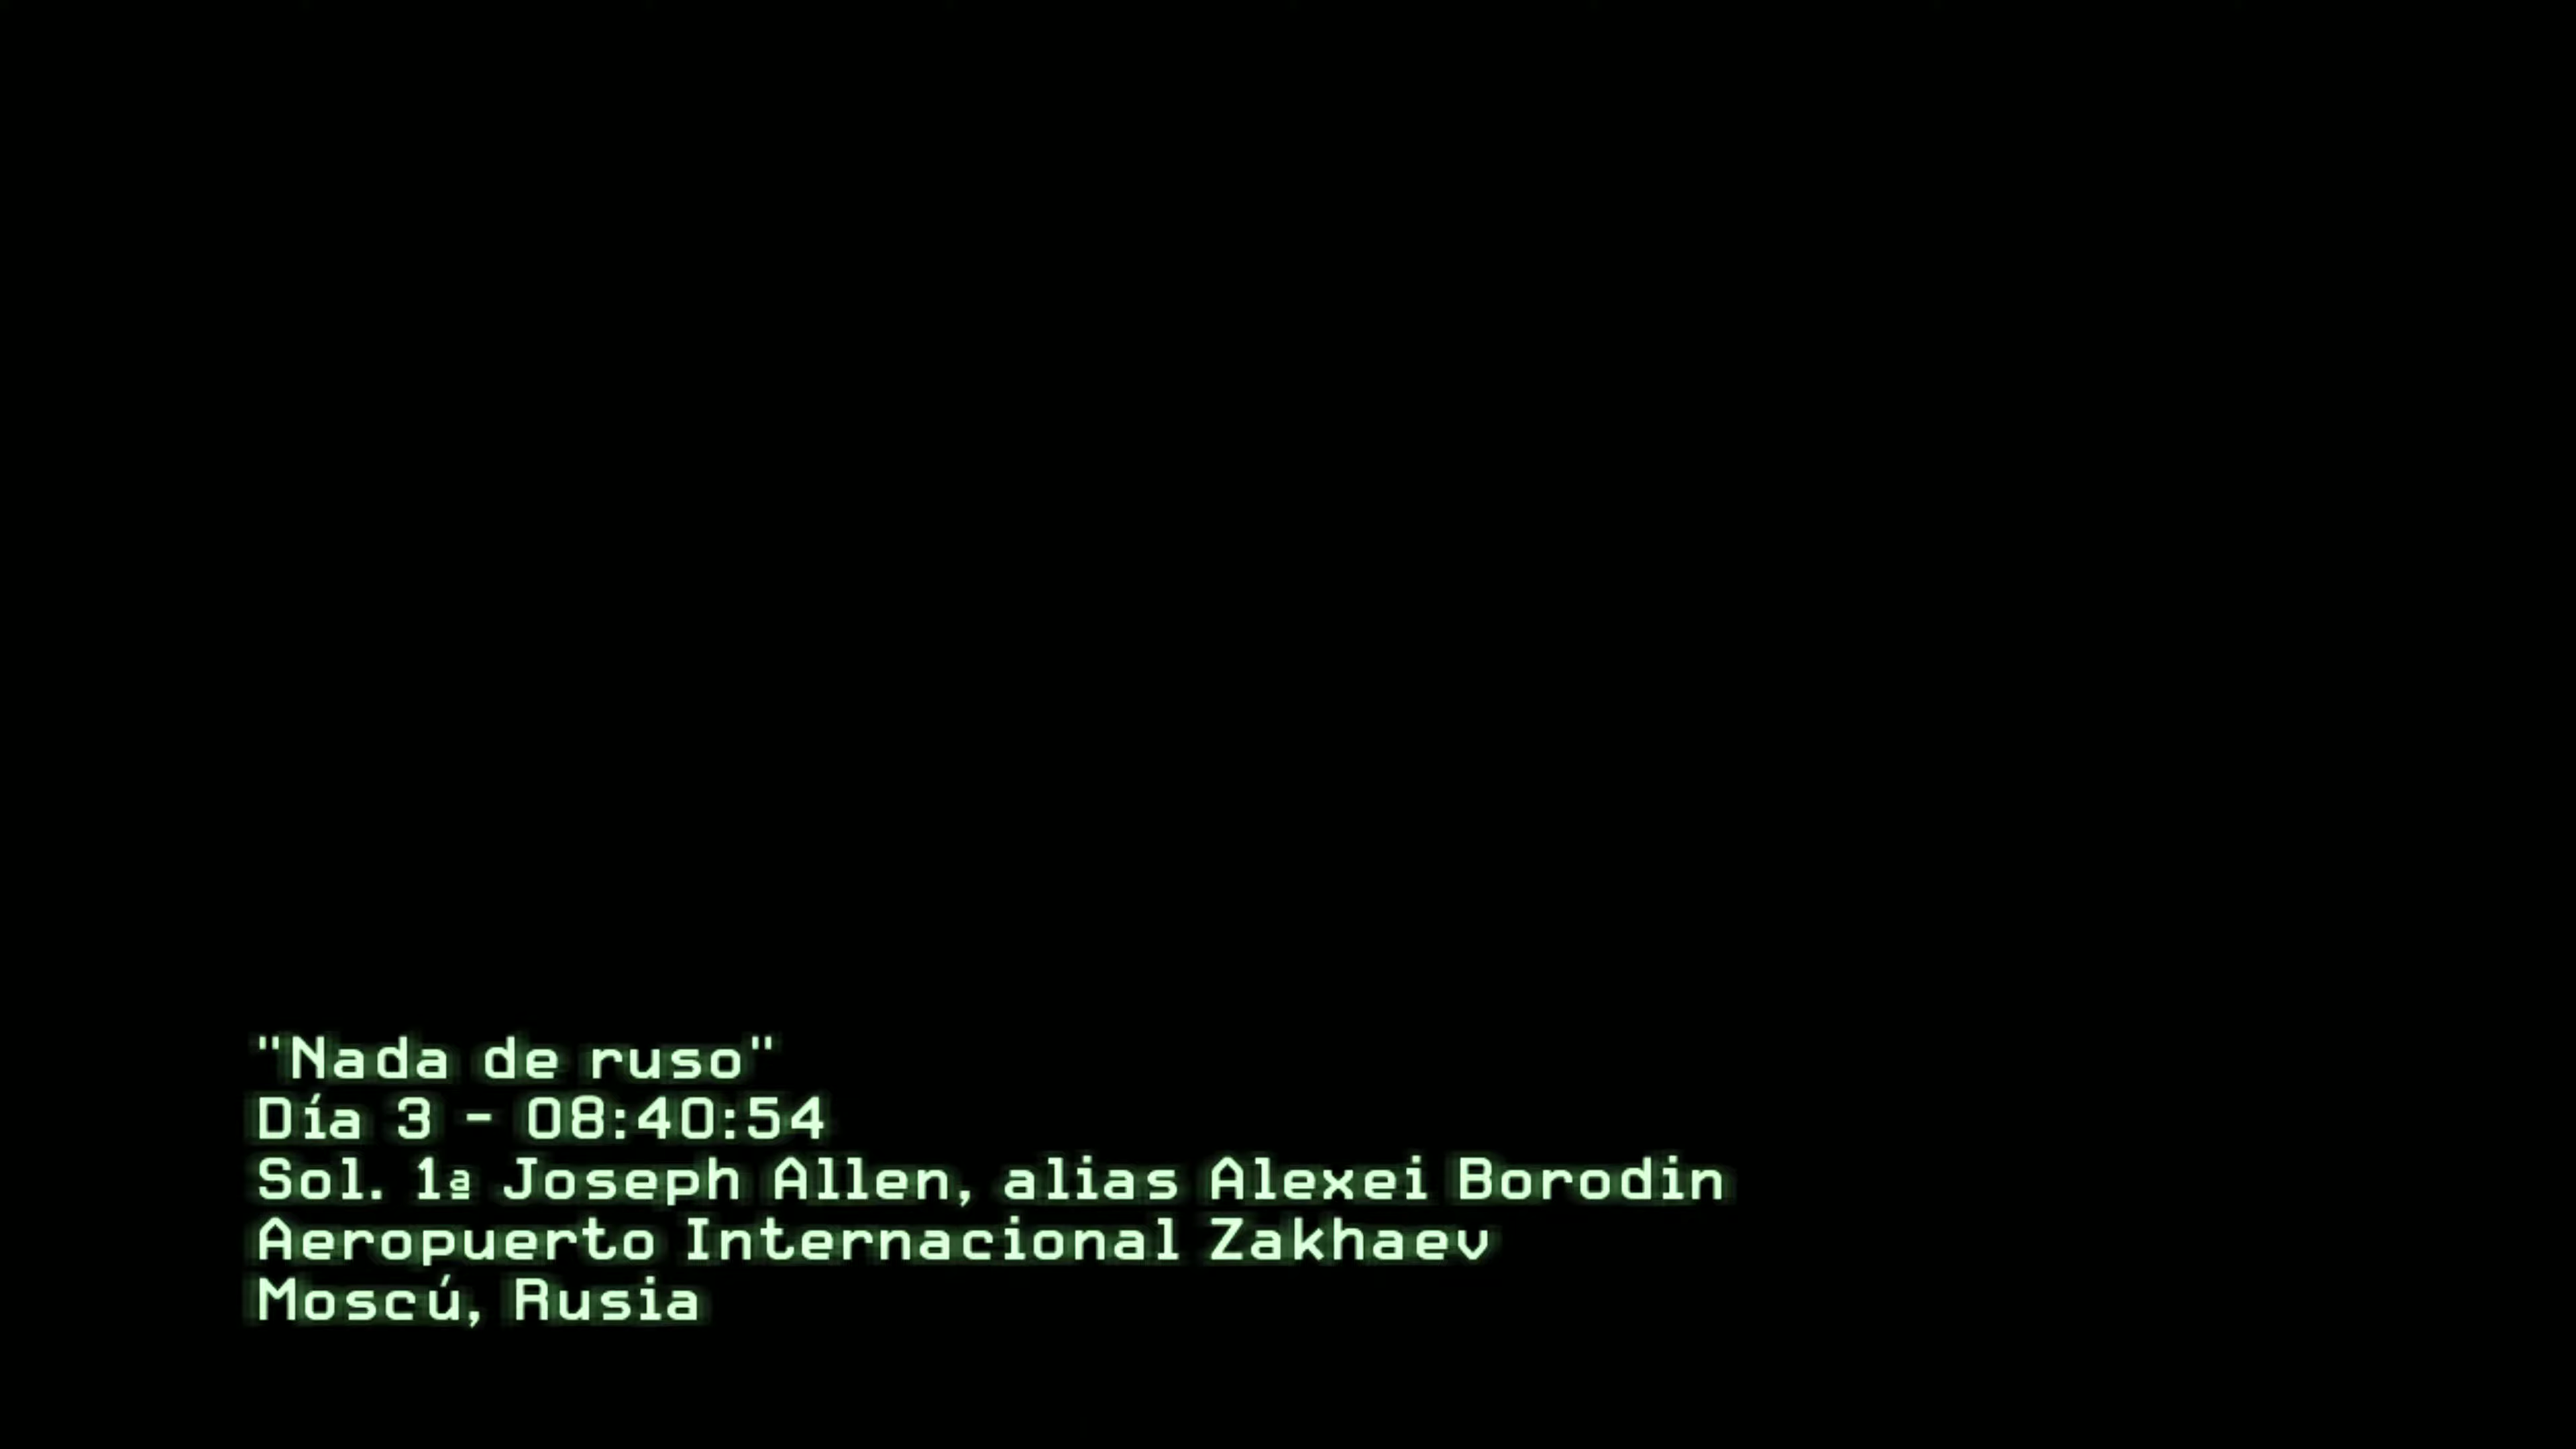 "Nada de ruso"
Día 3 - 08:40:54
Sol. 1ª Joseph Allen, alias Alexei Borodin
Aeropuerto Internacional Zakhaev
Moscú, Rusia